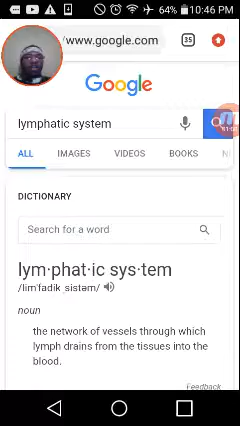 64% 10:46 PM
/www.google.com
35
Google
lymphatic system
ALL IMAGES VIDEOS BOOKS
DICTIONARY
Search for a word
lym·phat·ic sys·tem
/limˈfadik ˌsistəm/
noun
the network of vessels through which
lymph drains from the tissues into the
blood.
Feedback